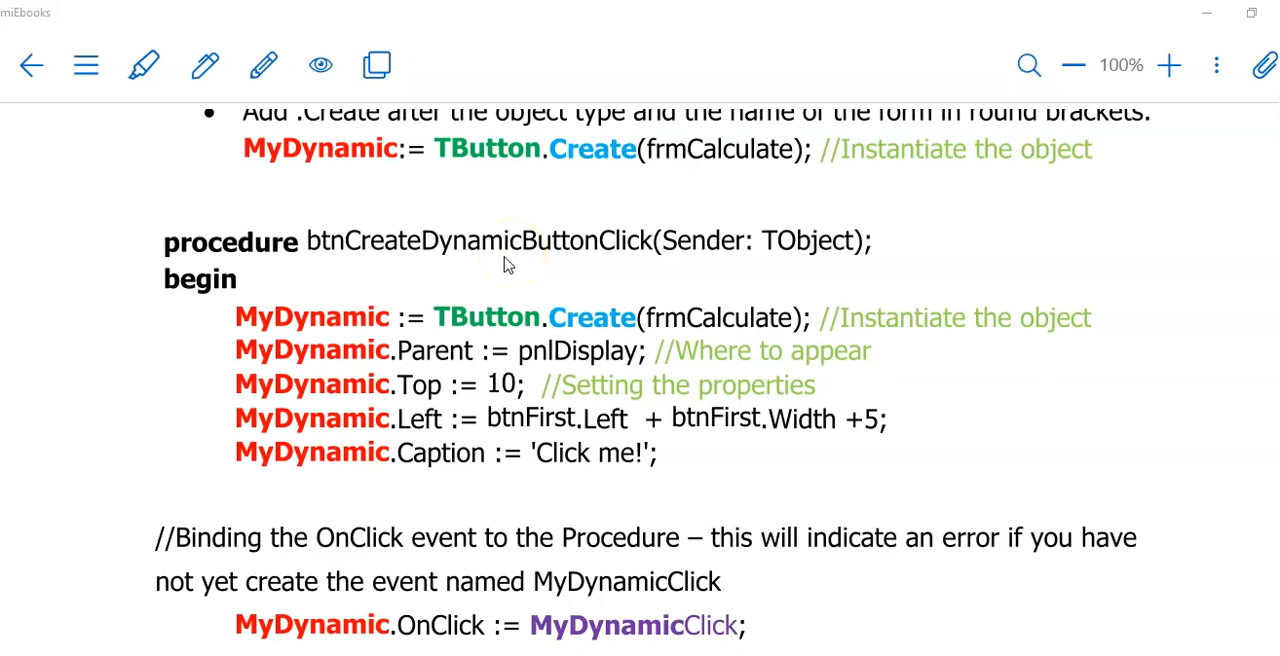 miEbooks
100%
• Add .Create after the object type and the name of the form in round brackets.
MyDynamic:= TButton.Create(frmCalculate); //Instantiate the object
procedure btnCreateDynamicButtonClick(Sender: TObject);
begin
MyDynamic := TButton.Create(frmCalculate); //Instantiate the object
MyDynamic.Parent := pnlDisplay; //Where to appear
MyDynamic.Top := 10; //Setting the properties
MyDynamic.Left := btnFirst.Left + btnFirst.Width +5;
MyDynamic.Caption := 'Click me!';
//Binding the OnClick event to the Procedure – this will indicate an error if you have
not yet create the event named MyDynamicClick
MyDynamic.OnClick := MyDynamicClick;